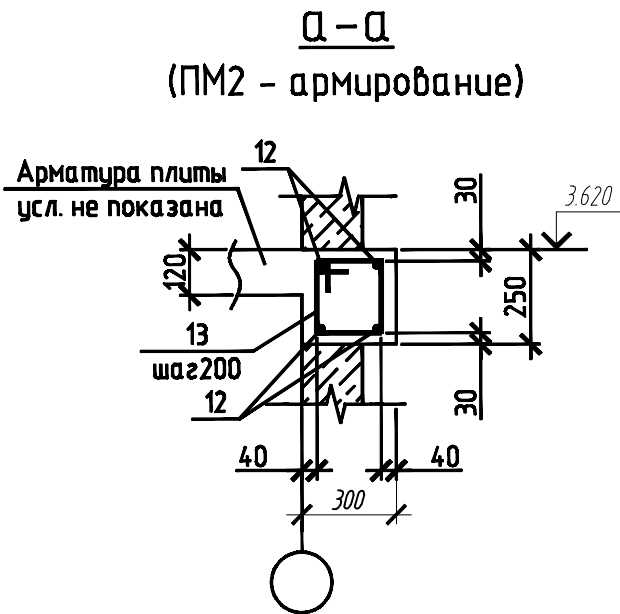 а-а
(ПМ2 - армирование)
12
Арматура плиты
усл. не показана
30
3.620
120
250
13
шаг200
12
30
40
40
300